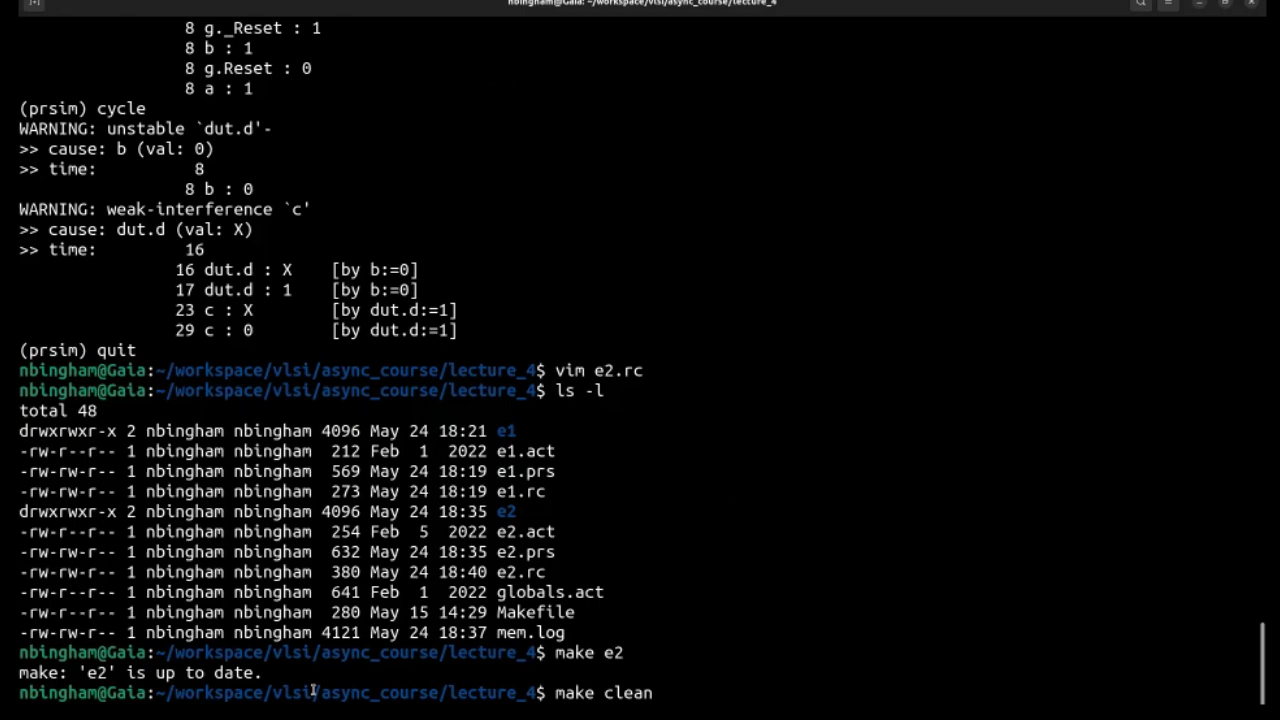 nbingham@Gaia: ~/workspace/vlsi/async_course/lecture_4
8 g._Reset : 1
8 b : 1
8 g.Reset : 0
8 a : 1
(prsim) cycle
WARNING: unstable `dut.d'-
>> cause: b (val: 0)
>> time:          8
8 b : 0
WARNING: weak-interference `c'
>> cause: dut.d (val: X)
>> time:         16
16 dut.d : X    [by b:=0]
17 dut.d : 1    [by b:=0]
23 c : X        [by dut.d:=1]
29 c : 0        [by dut.d:=1]
(prsim) quit
nbingham@Gaia:~/workspace/vlsi/async_course/lecture_4$ vim e2.rc
nbingham@Gaia:~/workspace/vlsi/async_course/lecture_4$ ls -l
total 48
drwxrwxr-x 2 nbingham nbingham 4096 May 24 18:21 e1
-rw-r--r-- 1 nbingham nbingham  212 Feb  1  2022 e1.act
-rw-rw-r-- 1 nbingham nbingham  569 May 24 18:19 e1.prs
-rw-rw-r-- 1 nbingham nbingham  273 May 24 18:19 e1.rc
drwxrwxr-x 2 nbingham nbingham 4096 May 24 18:35 e2
-rw-rw-r-- 1 nbingham nbingham  254 Feb  5  2022 e2.act
-rw-rw-r-- 1 nbingham nbingham  632 May 24 18:35 e2.prs
-rw-rw-r-- 1 nbingham nbingham  380 May 24 18:40 e2.rc
-rw-rw-r-- 1 nbingham nbingham  641 Feb  1  2022 globals.act
-rw-rw-r-- 1 nbingham nbingham  280 May 15 14:29 Makefile
-rw-rw-r-- 1 nbingham nbingham 4121 May 24 18:37 mem.log
nbingham@Gaia:~/workspace/vlsi/async_course/lecture_4$ make e2
make: 'e2' is up to date.
nbingham@Gaia:~/workspace/vlsi/async_course/lecture_4$ make clean